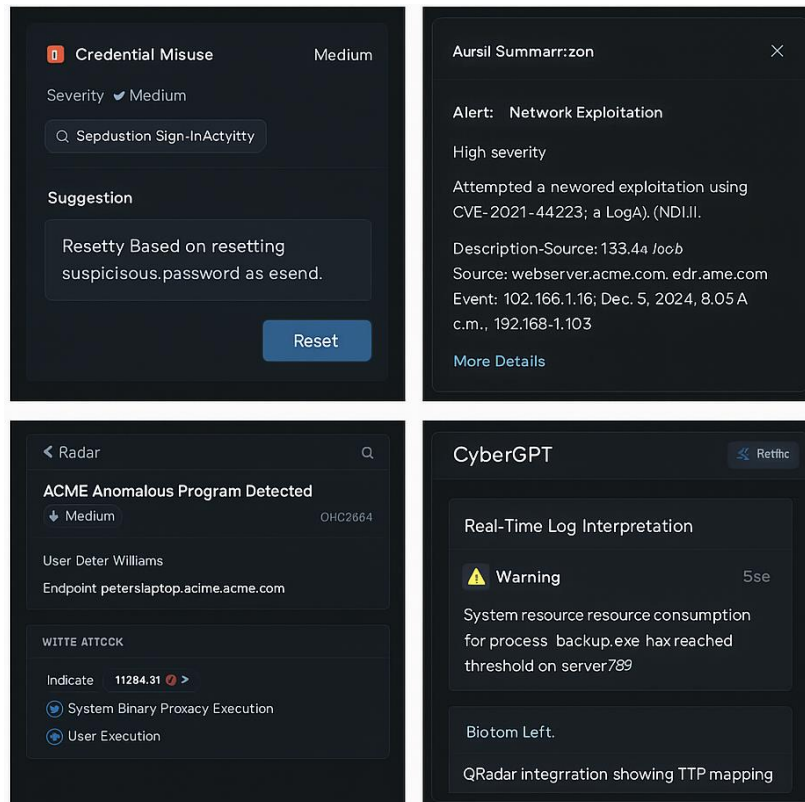 Credential Misuse Medium
Severity Medium
Sepdustion Sign-InActyitty
Suggestion
Resetty Based on resetting
suspicisous.password as esend.
Reset
Aursil Summarr:zon
Alert: Network Exploitation
High severity
Attempted a newored exploitation using
CVE-2021-44223; a LogA). (NDI.II.
Description-Source: 133.4a
Source: webserver.acme.com. edr.ame.com
Event: 102.166.1.16; Dec. 5, 2024, 8.05 A
c.m., 192.168-1.103
More Details
Radar
ACME Anomalous Program Detected
Medium OHC2664
User Deter Williams
Endpoint peterslaptop.acime.acme.com
WITTE ATTCCK
Indicate 11284.31 >
System Binary Proxacy Execution
User Execution
CyberGPT
Real-Time Log Interpretation
Warning 5se
System resource resource consumption
for process backup.exe hax reached
threshold on server789
Biotom Left.
QRadar integrration showing TTP mapping